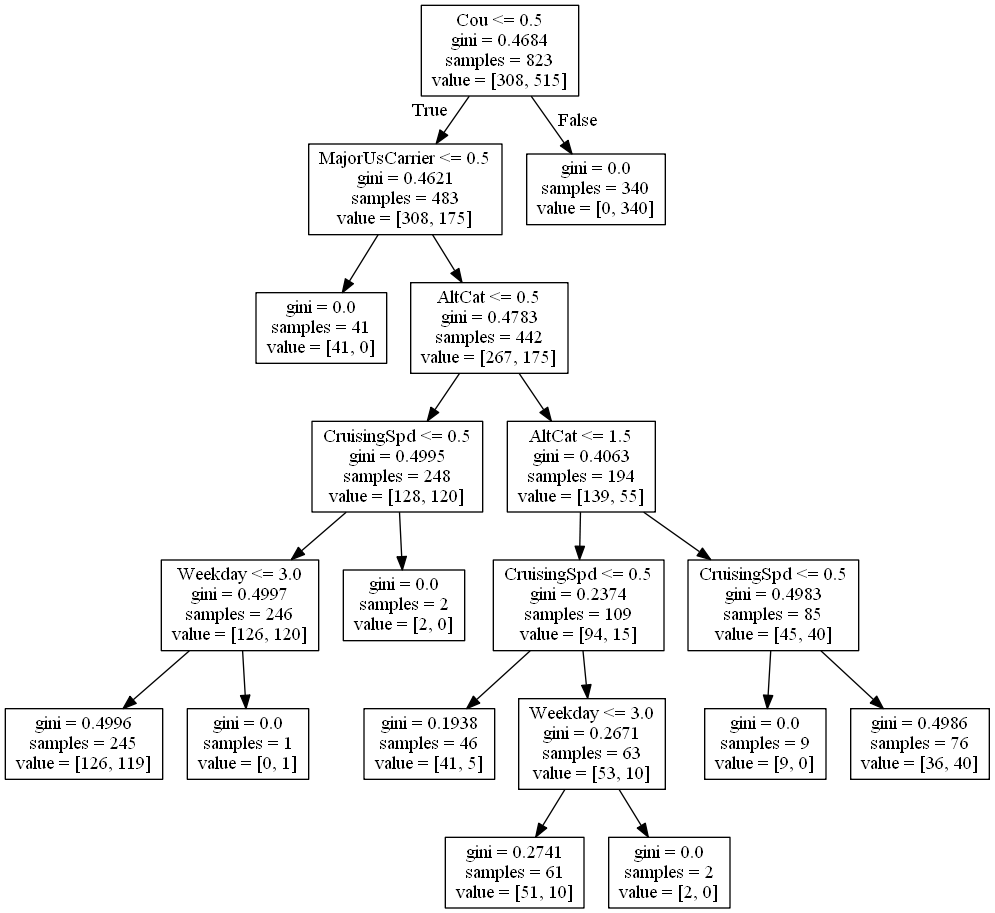 Cou <= 0.5
gini = 0.4684
samples = 823
value = [308, 515]
True
False
MajorUsCarrier <= 0.5
gini = 0.4621
samples = 483
value = [308, 175]
gini = 0.0
samples = 340
value = [0, 340]
gini = 0.0
samples = 41
value = [41, 0]
AltCat <= 0.5
gini = 0.4783
samples = 442
value = [267, 175]
CruisingSpd <= 0.5
gini = 0.4995
samples = 248
value = [128, 120]
AltCat <= 1.5
gini = 0.4063
samples = 194
value = [139, 55]
Weekday <= 3.0
gini = 0.4997
samples = 246
value = [126, 120]
gini = 0.0
samples = 2
value = [2, 0]
CruisingSpd <= 0.5
gini = 0.2374
samples = 109
value = [94, 15]
CruisingSpd <= 0.5
gini = 0.4983
samples = 85
value = [45, 40]
gini = 0.4996
samples = 245
value = [126, 119]
gini = 0.0
samples = 1
value = [0, 1]
gini = 0.1938
samples = 46
value = [41, 5]
Weekday <= 3.0
gini = 0.2671
samples = 63
value = [53, 10]
gini = 0.0
samples = 9
value = [9, 0]
gini = 0.4986
samples = 76
value = [36, 40]
gini = 0.2741
samples = 61
value = [51, 10]
gini = 0.0
samples = 2
value = [2, 0]